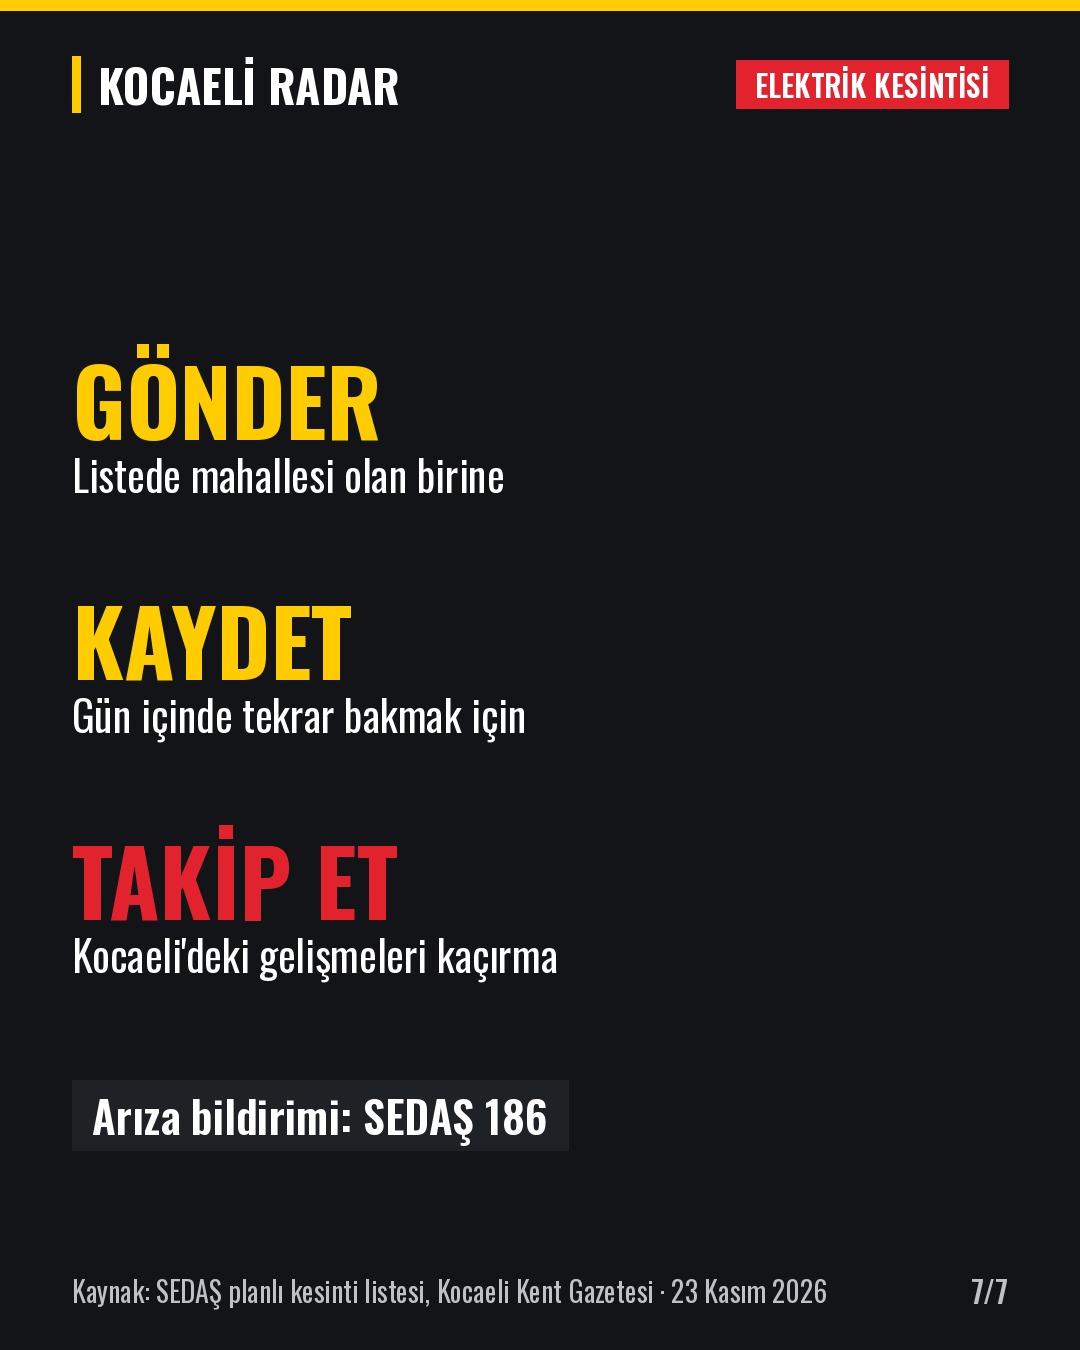 KOCAELİ RADAR
ELEKTRİK KESİNTİSİ
GÖNDER
Listede mahallesi olan birine
KAYDET
Gün içinde tekrar bakmak için
TAKİP ET
Kocaeli'deki gelişmeleri kaçırma
Arıza bildirimi: SEDAŞ 186
Kaynak: SEDAŞ planlı kesinti listesi, Kocaeli Kent Gazetesi · 23 Kasım 2026
7/7